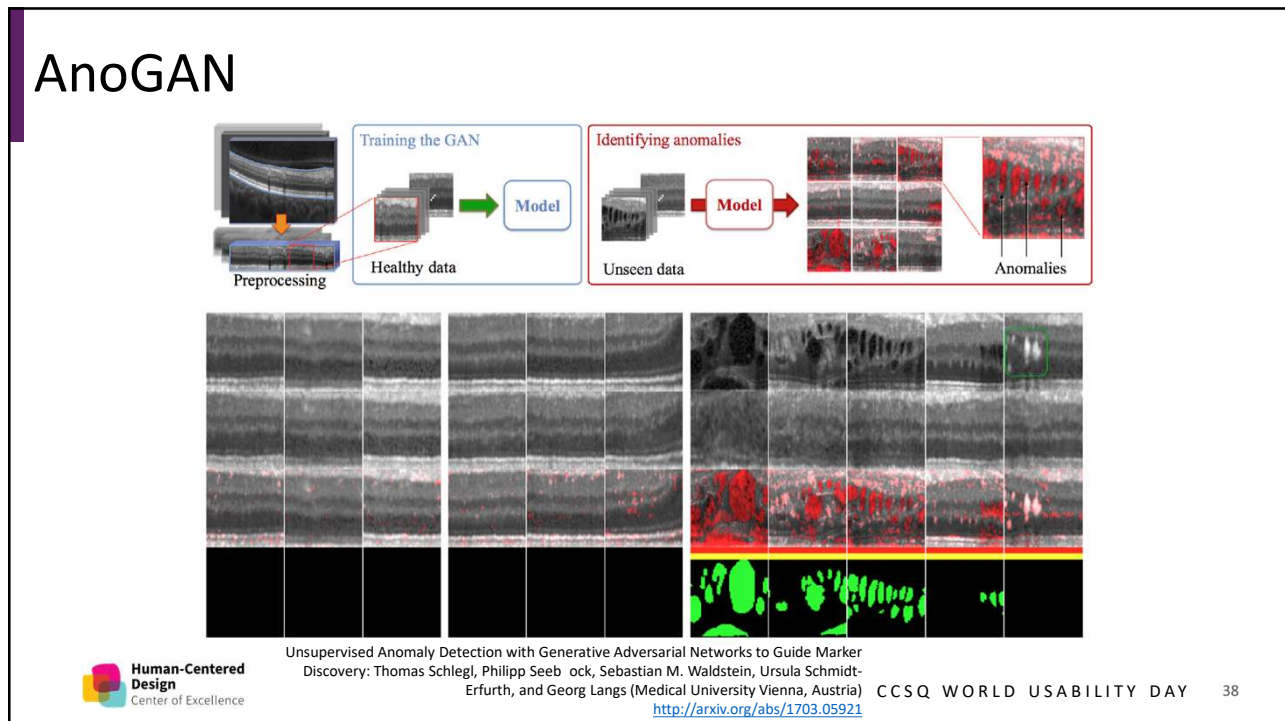 AnoGAN
Training the GAN
Identifying anomalies
Model
Model
Healthy data
Unseen data
Anomalies
Preprocessing
Unsupervised Anomaly Detection with Generative Adversarial Networks to Guide Marker
Discovery: Thomas Schlegl, Philipp Seeb ock, Sebastian M. Waldstein, Ursula Schmidt-
Erfurth, and Georg Langs (Medical University Vienna, Austria)
http://arxiv.org/abs/1703.05921
Human-Centered
Design
Center of Excellence
CCSQ WORLD USABILITY DAY 38